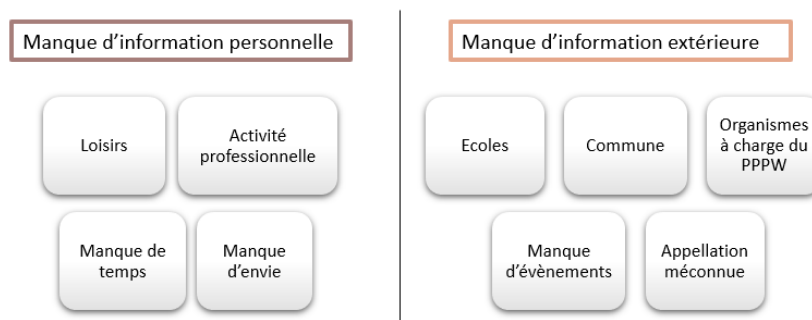 Manque d'information personnelle
Loisirs
Activité
professionnelle
Manque de
temps
Manque
d'envie
Manque d'information extérieure
Ecoles
Commune
Organismes
à charge du
PPPW
Manque
d'évènements
Appellation
méconnue